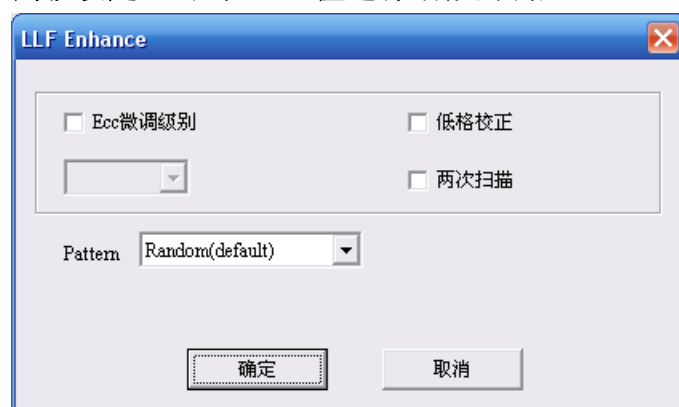 LLF Enhance
Ecc微调级别
低格校正
两次扫描
Pattern Random(default)
确定 取消